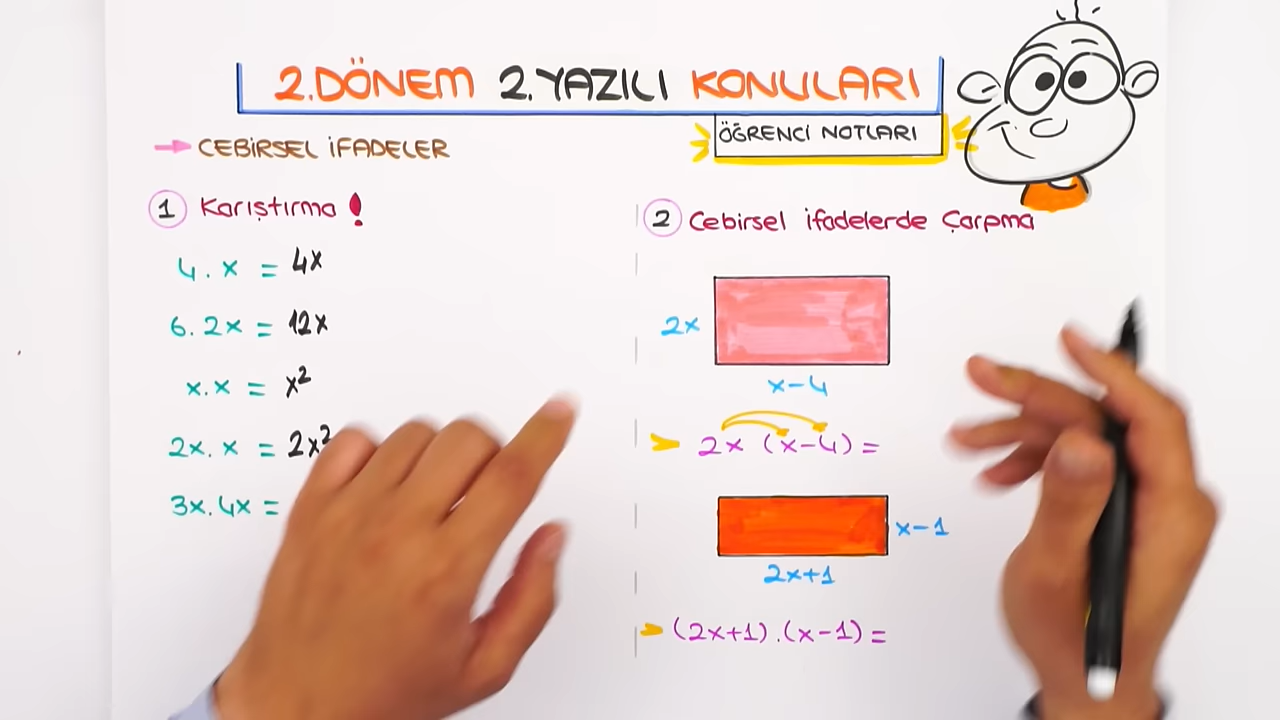 2.DÖNEM 2.YAZILI KONULARI
ÖĞRENCİ NOTLARI
CEBİRSEL İFADELER
1 Karıştırma !
4.x = 4x
6.2x = 12x
x.x = x²
2x.x = 2x²
3x.4x =
2 Cebirsel ifadelerde Çarpma
2x
x-4
2x (x-4) =
x-1
2x+1
(2x+1).(x-1) =